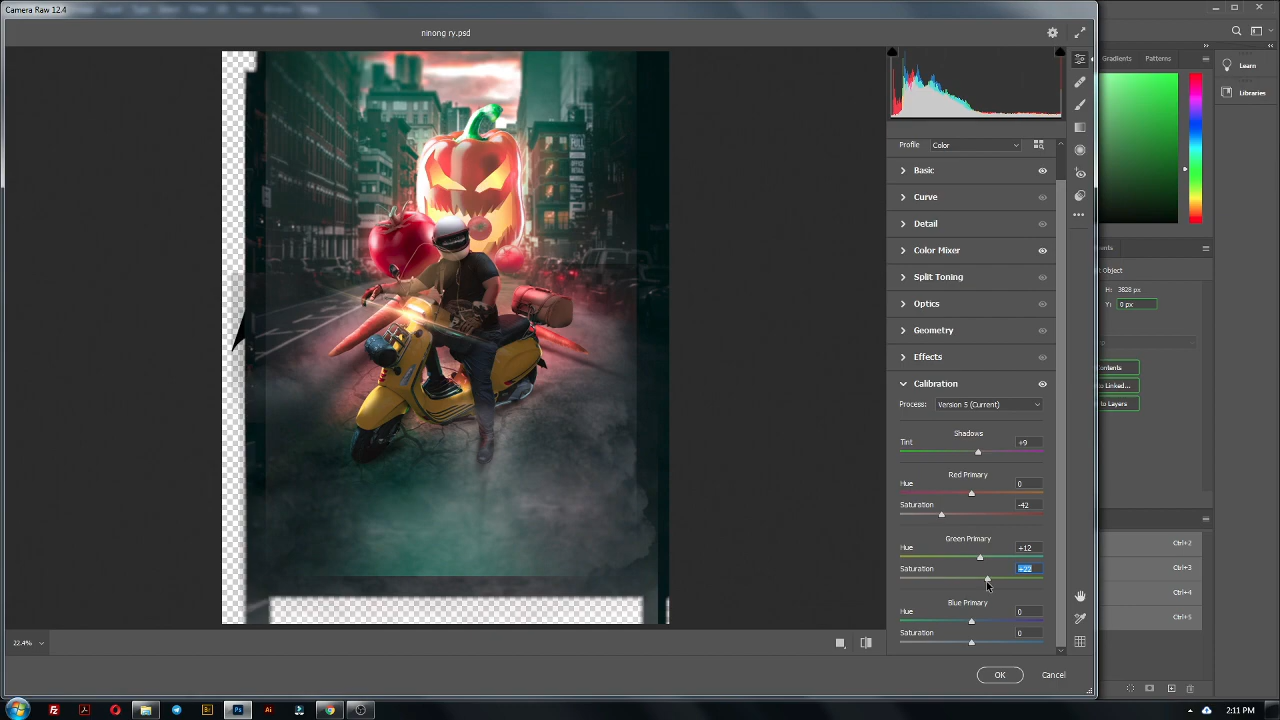 Camera Raw 12.4
ninong ry.psd
Gradients
Patterns
Learn
Libraries
Profile
Color
Basic
Curve
Detail
Color Mixer
Split Toning
Optics
Geometry
Effects
Calibration
Process:
Version 5 (Current)
Shadows
Tint
+9
Red Primary
Hue
0
Saturation
-42
Green Primary
Hue
+12
Saturation
+22
Blue Primary
Hue
0
Saturation
0
H: 3828 px
Y: 0 px
Ctrl+2
Ctrl+3
Ctrl+4
Ctrl+5
22.4%
OK
Cancel
Ps
Ai
2:11 PM